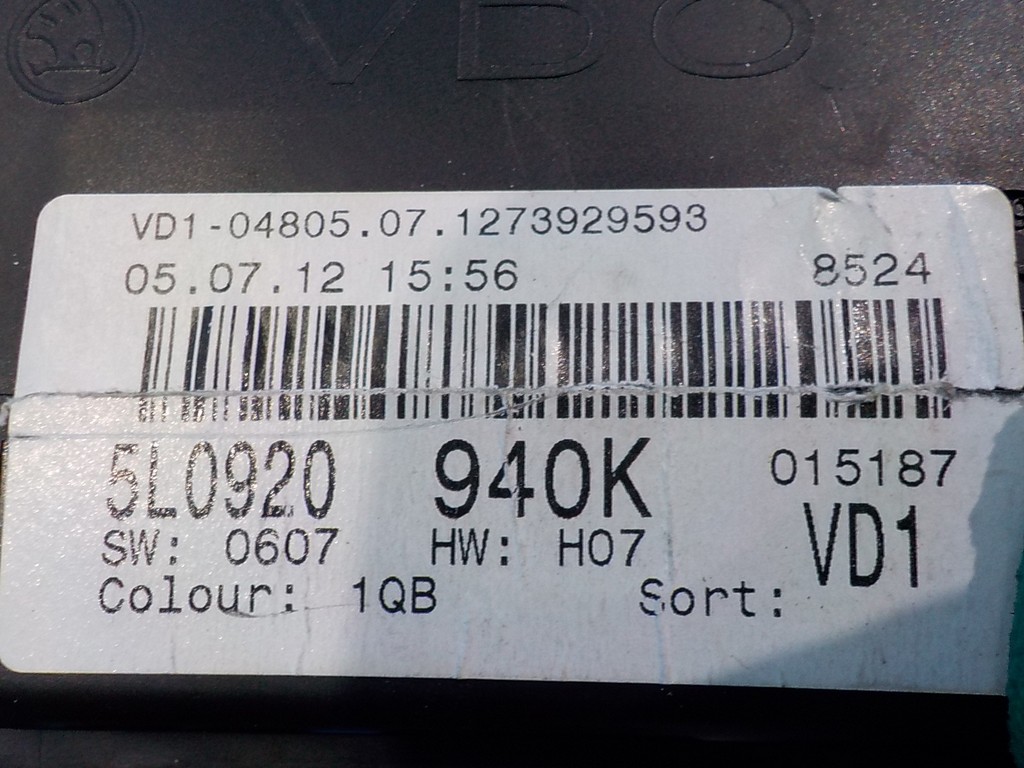 VDO
VD1-04805.07.1273929593
05.07.12 15:56 8524
5L0920 940K 015187
SW: 0607 HW: H07 VD1
Colour: 1QB Sort: